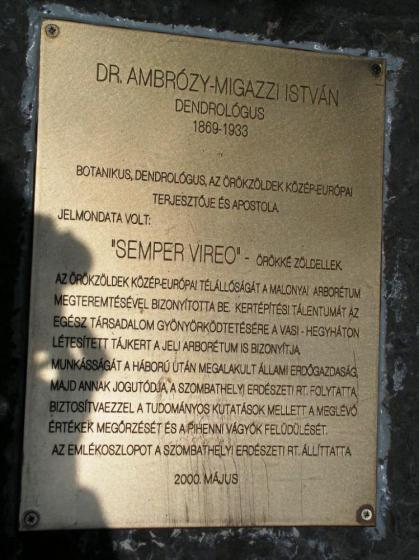 DR. AMBRÓZY-MIGAZZI ISTVÁN
DENDROLÓGUS
1869-1933
BOTANIKUS, DENDROLÓGUS, AZ ÖRÖKZÖLDEK KÖZÉP-EURÓPAI
TERJESZTŐJE ÉS APOSTOLA.
JELMONDATA VOLT:
"SEMPER VIREO" - ÖRÖKKÉ ZÖLDELLEK.
AZ ÖRÖKZÖLDEK KÖZÉP-EURÓPAI TÉLÁLLÓSÁGÁT A MALONYAI ARBORÉTUM
MEGTEREMTÉSÉVEL BIZONYÍTOTTA BE. KERTÉPÍTÉSI TÁLENTUMÁT AZ
EGÉSZ TÁRSADALOM GYÖNYÖRKÖDTETÉSÉRE A VASI - HEGYHÁTON
LÉTESÍTETT TÁJKERT A JELI ARBORÉTUM IS BIZONYÍTJA.
MUNKÁSSÁGÁT A HÁBORÚ UTÁN MEGALAKULT ÁLLAMI ERDŐGAZDASÁG,
MAJD ANNAK JOGUTÓDJA, A SZOMBATHELYI ERDÉSZETI RT. FOLYTATTA,
BIZTOSÍTVAEZZEL A TUDOMÁNYOS KUTATÁSOK MELLETT A MEGLÉVŐ
ÉRTÉKEK MEGŐRZÉSÉT ÉS A PIHENNI VÁGYÓK FELÜDÜLÉSÉT.
AZ EMLÉKOSZLOPOT A SZOMBATHELYI ERDÉSZETI RT. ÁLLÍTTATTA.
2000. MÁJUS